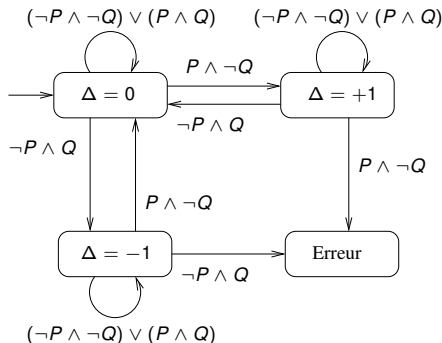 (¬P ∧ ¬Q) ∨ (P ∧ Q)
(¬P ∧ ¬Q) ∨ (P ∧ Q)
P ∧ ¬Q
Δ = 0
Δ = +1
¬P ∧ Q
¬P ∧ Q
P ∧ ¬Q
P ∧ ¬Q
Δ = −1
Erreur
¬P ∧ Q
(¬P ∧ ¬Q) ∨ (P ∧ Q)